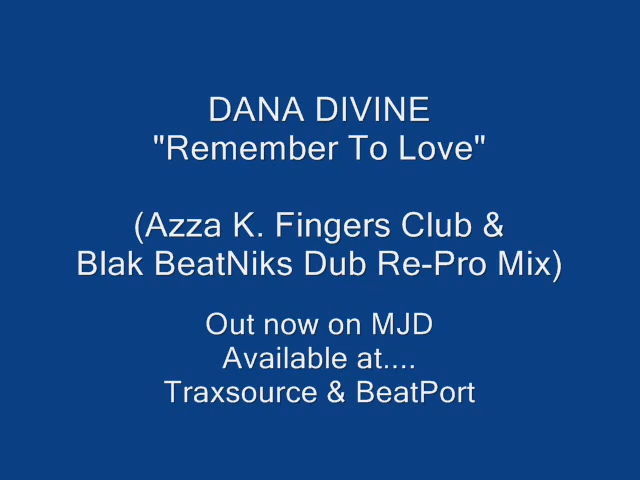 DANA DIVINE
"Remember To Love"
(Azza K. Fingers Club &
Blak BeatNiks Dub Re-Pro Mix)
Out now on MJD
Available at....
Traxsource & BeatPort